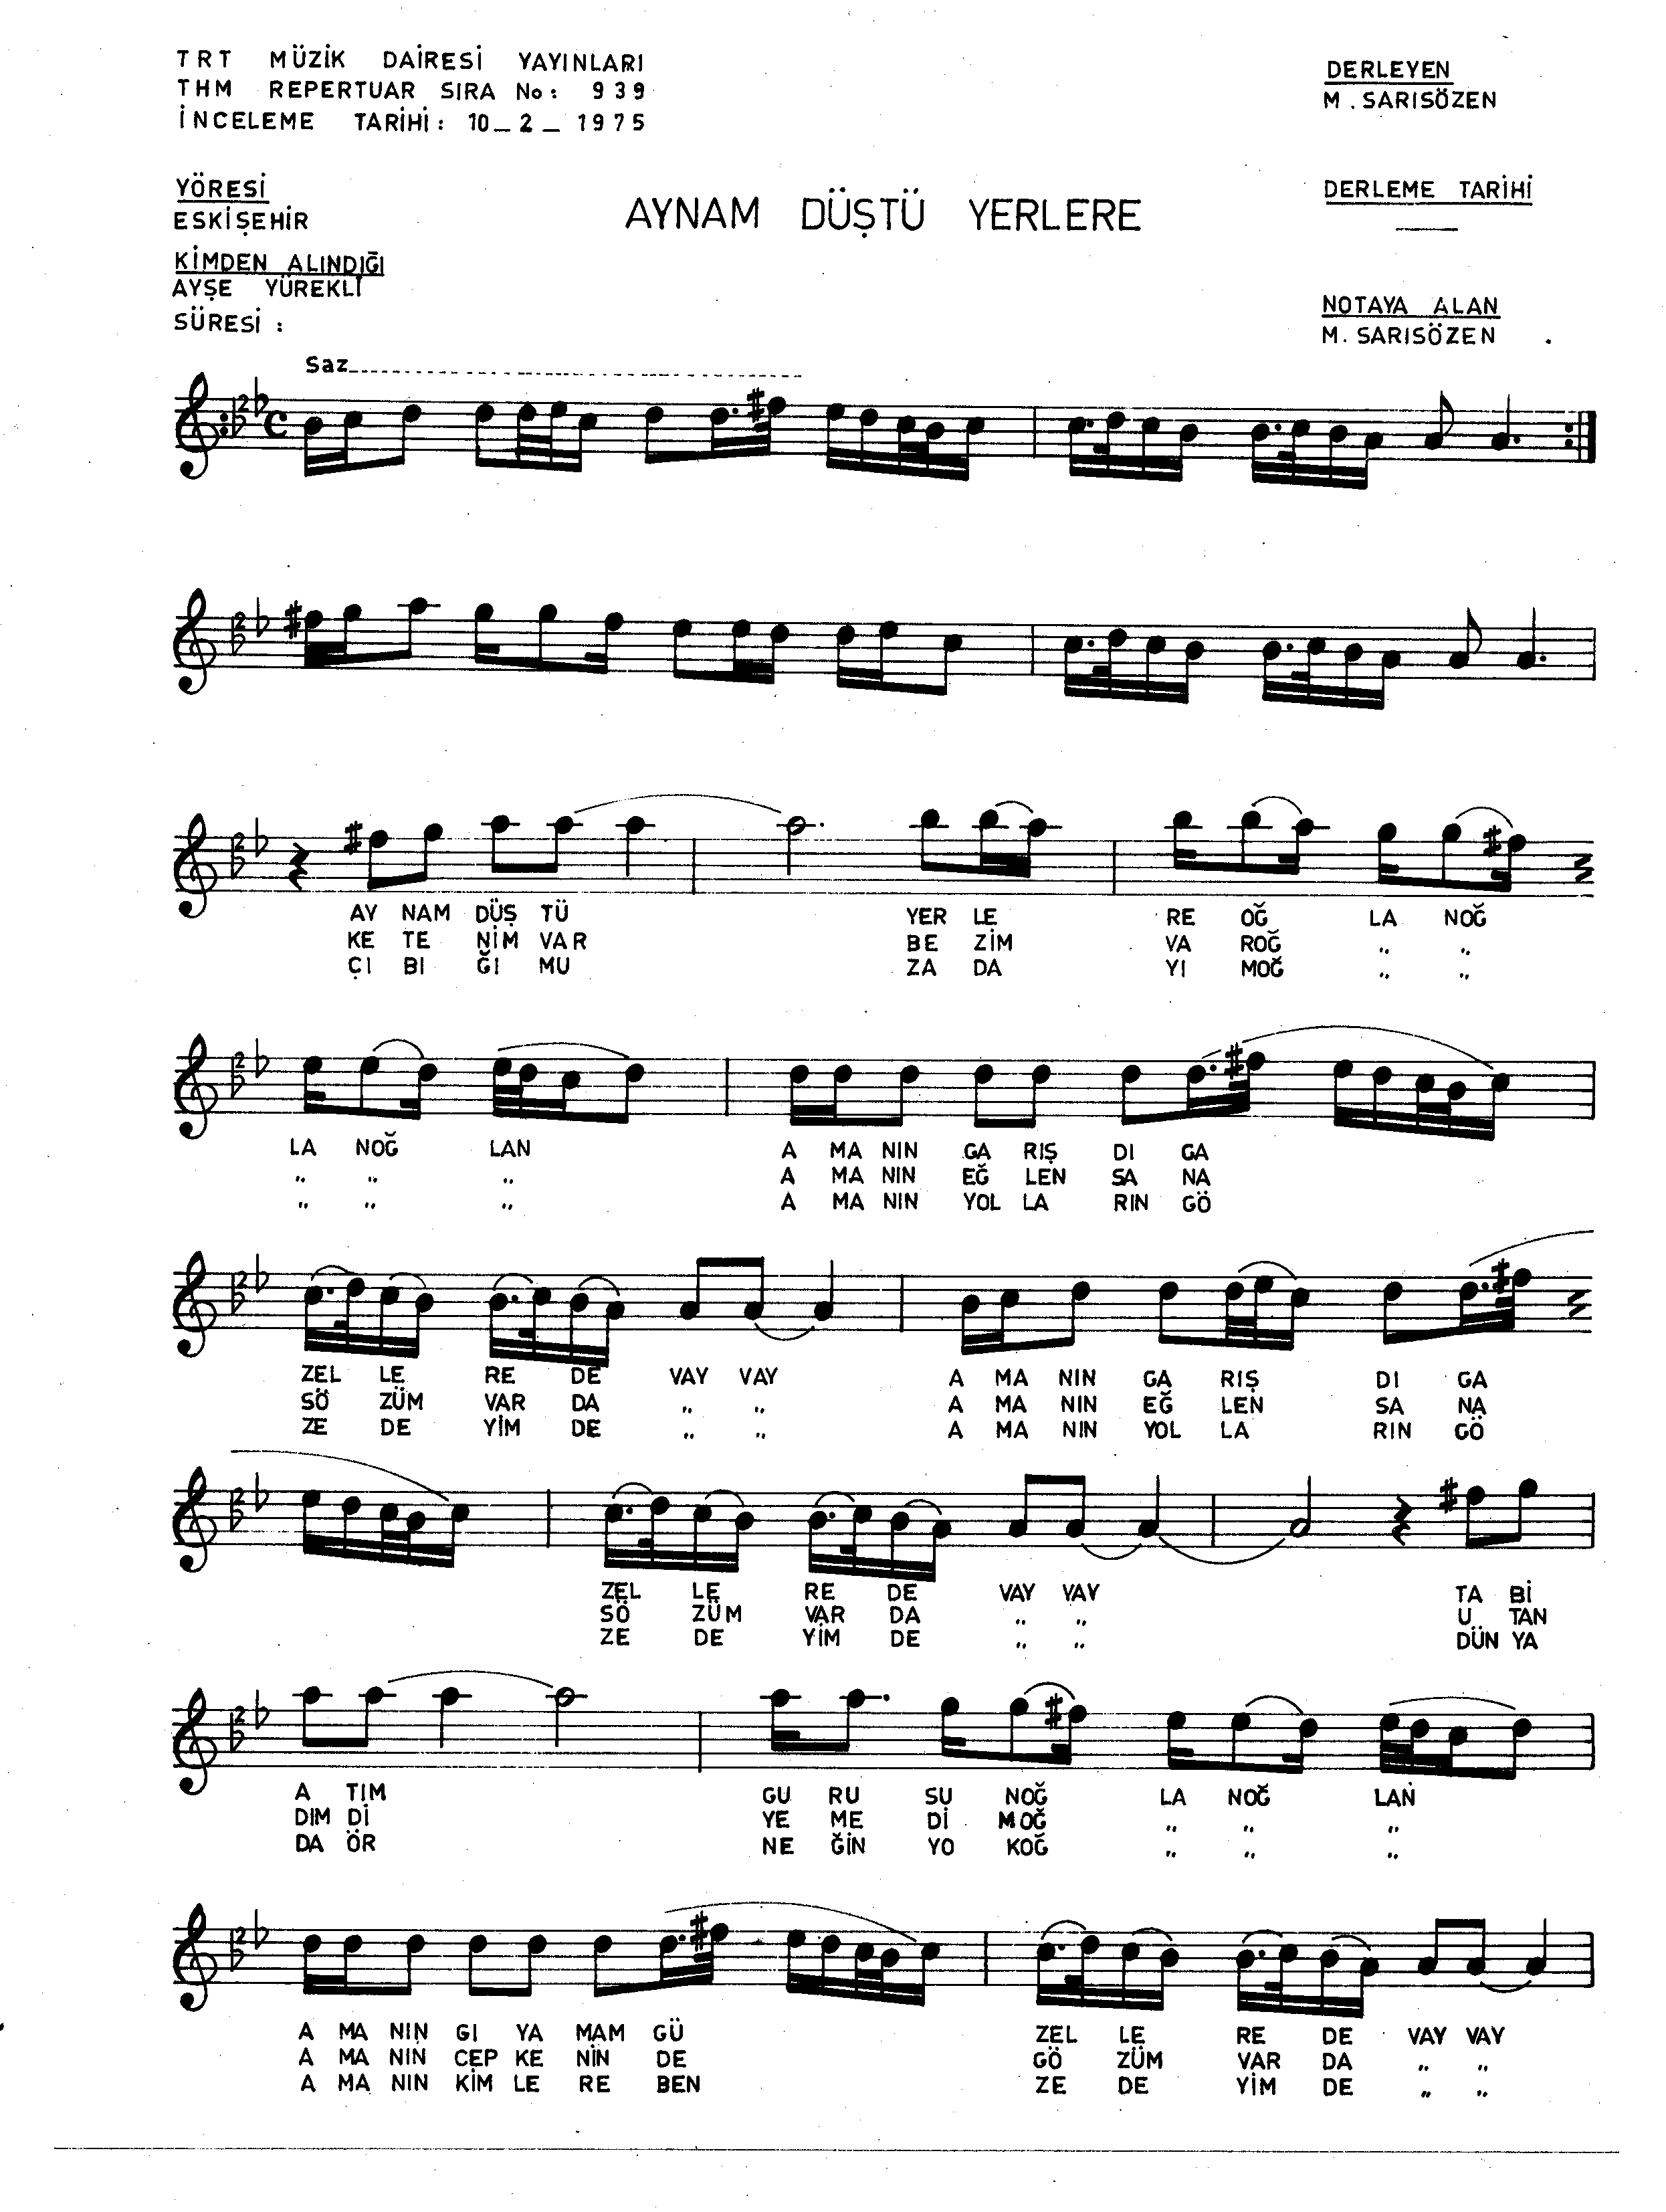 TRT MÜZİK DAİRESİ YAYINLARI
THM REPERTUAR SIRA No: 939
İNCELEME TARİHİ: 10_2_1975
DERLEYEN
M. SARISÖZEN
YÖRESİ
ESKİŞEHİR
AYNAM DÜŞTÜ YERLERE
DERLEME TARİHİ
KİMDEN ALINDIĞI
AYŞE YÜREKLİ
SÜRESİ :
NOTAYA ALAN
M. SARISÖZEN
Saz
AY NAM DÜŞ TÜ YER LE RE OĞ LA NOĞ
KE TE NİM VAR BE ZİM VA ROĞ ,, ,,
ÇI BI ĞI MU ZA DA YI MOĞ ,, ,,
LA NOĞ LAN A MA NIN GA RIŞ DI GA
,, ,, ,, A MA NIN EĞ LEN SA NA
,, ,, ,, A MA NIN YOL LA RIN GÖ
ZEL LE RE DE VAY VAY A MA NIN GA RIŞ DI GA
SÖ ZÜM VAR DA ,, ,, A MA NIN EĞ LEN SA NA
ZE DE YİM DE ,, ,, A MA NIN YOL LA RIN GÖ
ZEL LE RE DE VAY VAY TA Bİ
SÖ ZÜM VAR DA ,, ,, U TAN
ZE DE YİM DE ,, ,, DÜN YA
A TIM GU RU SU NOĞ LA NOĞ LAN
DIM Dİ YE ME Dİ MOĞ ,, ,, ,,
DA ÖR NE ĞİN YO KOĞ ,, ,, ,,
A MA NIN GI YA MAM GÜ ZEL LE RE DE VAY VAY
A MA NIN CEP KE NİN DE GÖ ZÜM VAR DA ,, ,,
A MA NIN KİM LE RE BEN ZE DE YİM DE ,, ,,